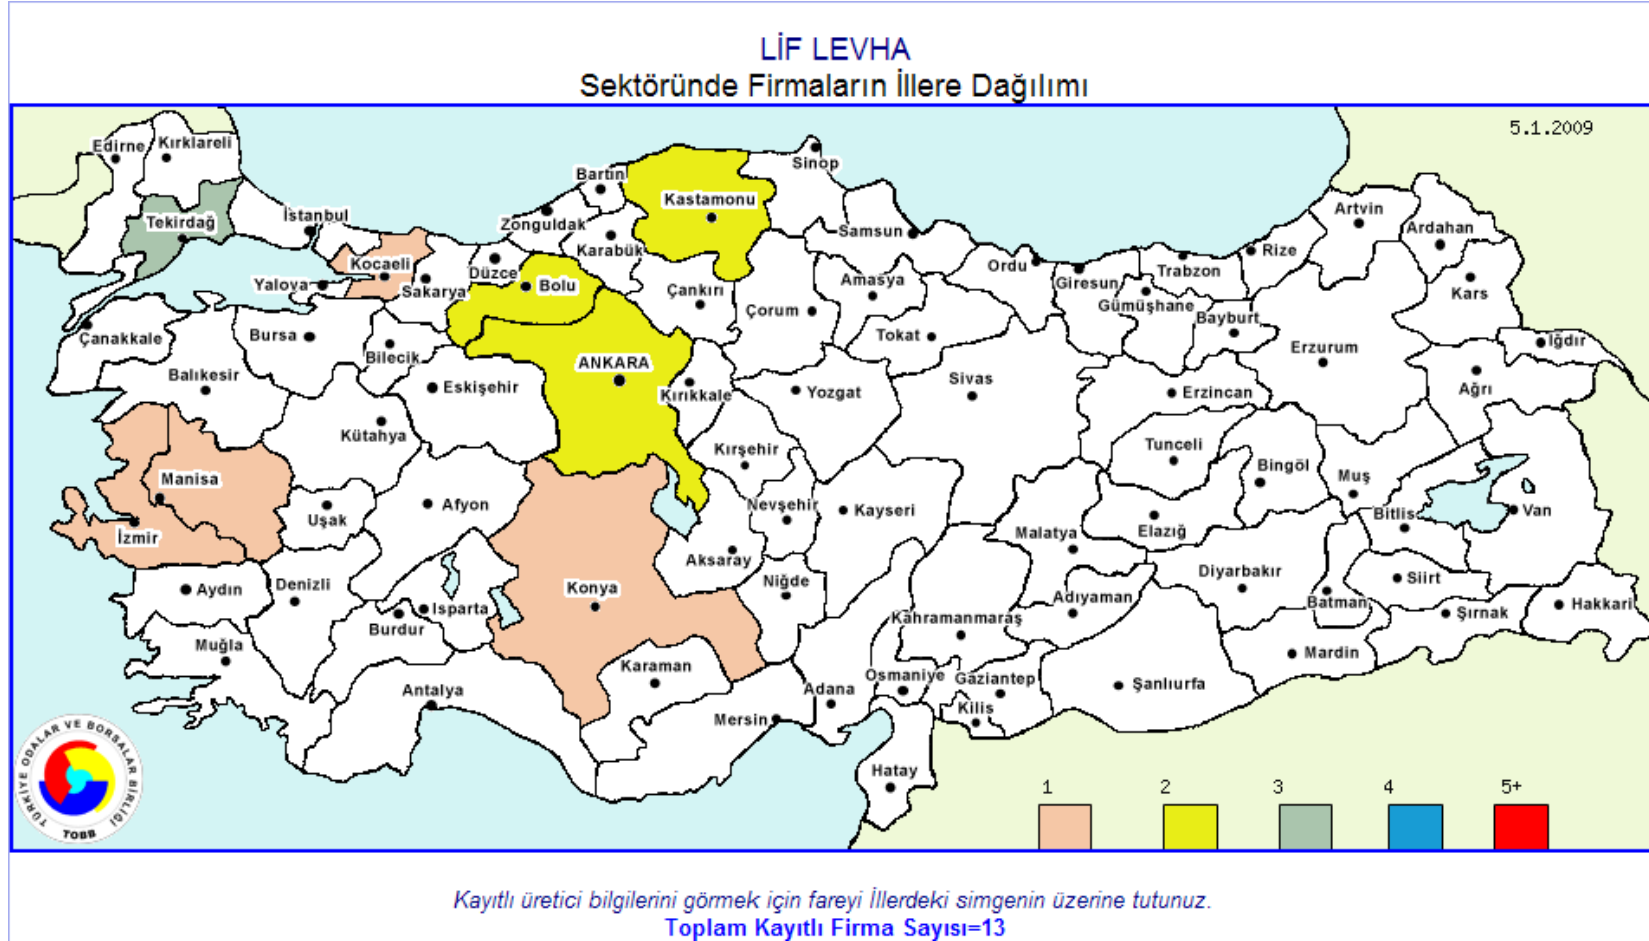 LİF LEVHA
Sektöründe Firmaların İllere Dağılımı
5.1.2009
Edirne
Kırklareli
Tekirdağ
İstanbul
Kocaeli
Yalova
Sakarya
Düzce
Bolu
Zonguldak
Bartın
Karabük
Kastamonu
Sinop
Samsun
Çankırı
Çorum
Amasya
Tokat
Ordu
Giresun
Gümüşhane
Trabzon
Bayburt
Rize
Artvin
Ardahan
Kars
Iğdır
Çanakkale
Bursa
Bilecik
Balıkesir
Eskişehir
Kütahya
ANKARA
Kırıkkale
Yozgat
Sivas
Erzincan
Erzurum
Ağrı
Manisa
İzmir
Uşak
Afyon
Kırşehir
Nevşehir
Kayseri
Aksaray
Niğde
Malatya
Tunceli
Elazığ
Bingöl
Muş
Bitlis
Van
Aydın
Denizli
Burdur
Isparta
Konya
Muğla
Antalya
Karaman
Mersin
Adana
Kahramanmaraş
Adıyaman
Diyarbakır
Batman
Siirt
Şırnak
Hakkari
Mardin
Şanlıurfa
Osmaniye
Gaziantep
Kilis
Hatay
TÜRKİYE ODALAR VE BORSALAR BİRLİĞİ
TOBB
1 2 3 4 5+
Kayıtlı üretici bilgilerini görmek için fareyi İllerdeki simgenin üzerine tutunuz.
Toplam Kayıtlı Firma Sayısı=13